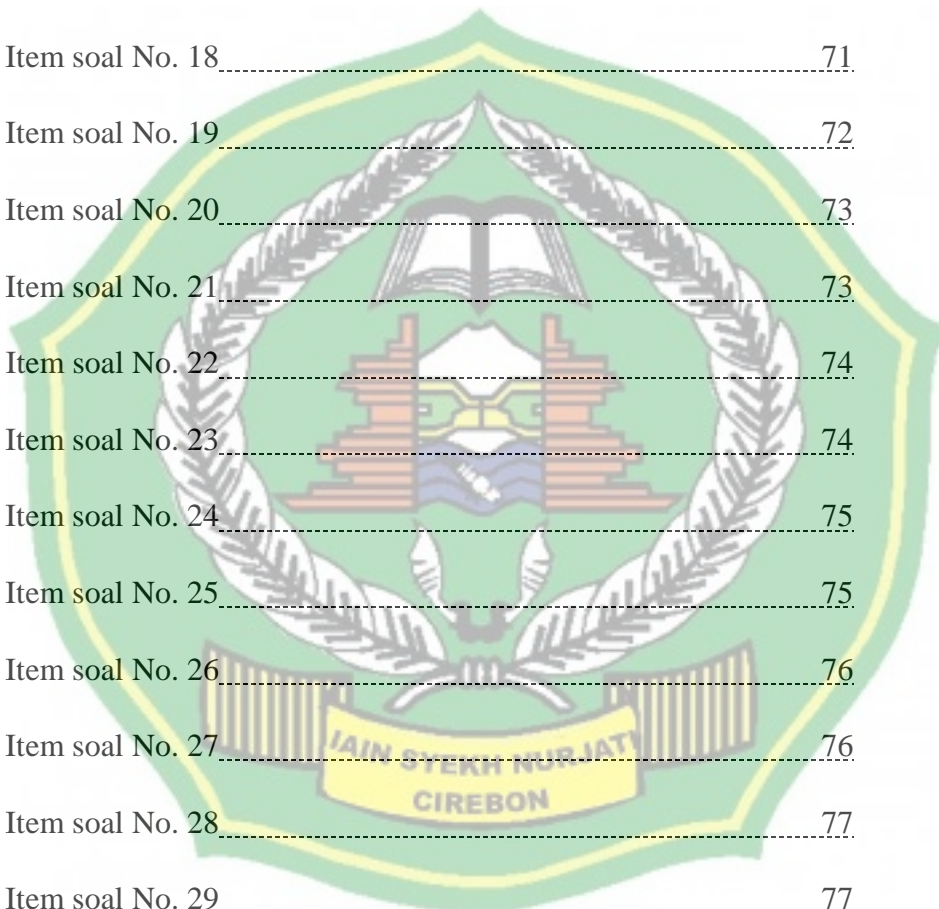 Item soal No. 18 71
Item soal No. 19 72
Item soal No. 20 73
Item soal No. 21 73
Item soal No. 22 74
Item soal No. 23 74
Item soal No. 24 75
Item soal No. 25 75
Item soal No. 26 76
Item soal No. 27 76
IAIN SYEKH NURJATI
CIREBON
Item soal No. 28 77
Item soal No. 29 77